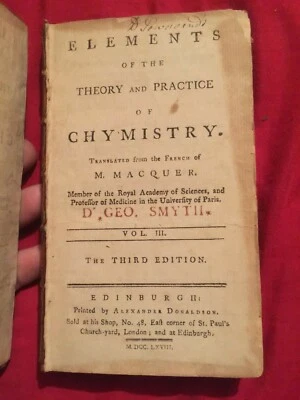 D Townsend
ELEMENTS
OF THE
THEORY AND PRACTICE
OF
CHYMISTRY.
TRANSLATED from the FRENCH of
M. MACQUER,
Member of the Royal Academy of Sciences, and
Professor of Medicine in the University of Paris.
Dr. GEO. SMYTH.
VOL. III.
THE THIRD EDITION.
EDINBURGH:
Printed by ALEXANDER DONALDSON.
Sold at his Shop, No. 48, East corner of St. Paul's
Church-yard, London; and at Edinburgh.
M.DCC.LXVIII.